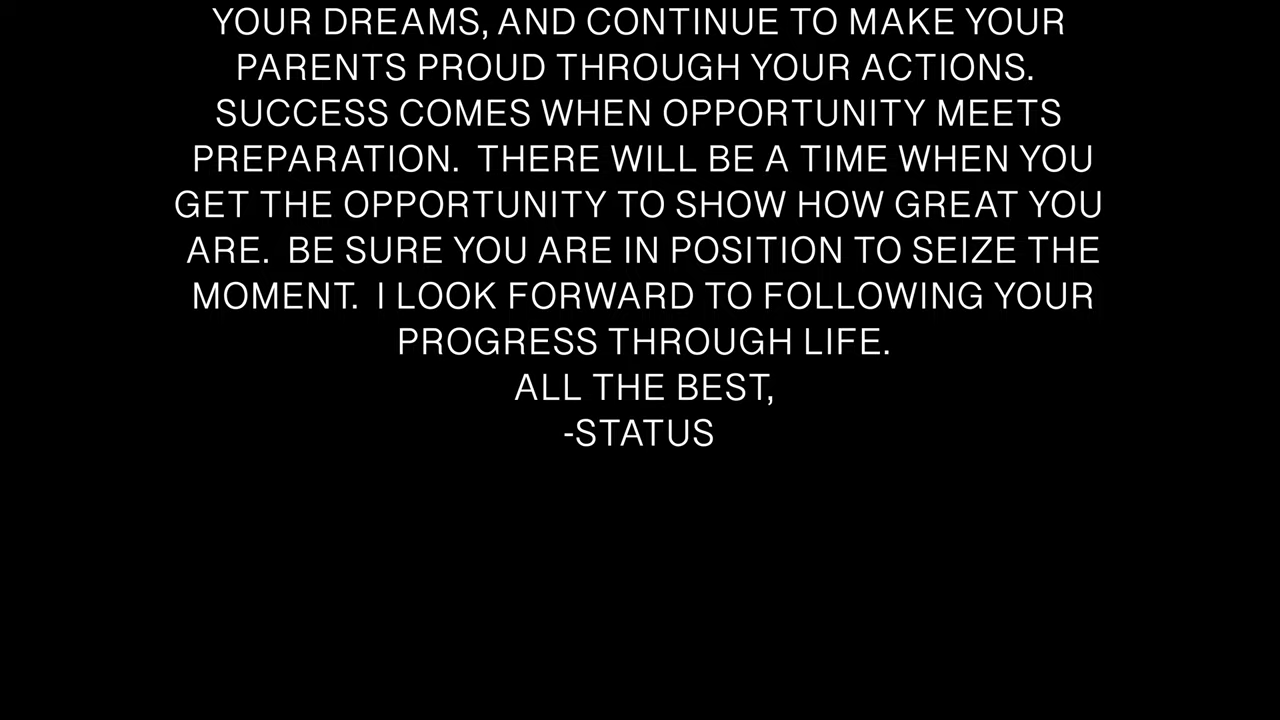 YOUR DREAMS, AND CONTINUE TO MAKE YOUR
PARENTS PROUD THROUGH YOUR ACTIONS.
SUCCESS COMES WHEN OPPORTUNITY MEETS
PREPARATION.  THERE WILL BE A TIME WHEN YOU
GET THE OPPORTUNITY TO SHOW HOW GREAT YOU
ARE.  BE SURE YOU ARE IN POSITION TO SEIZE THE
MOMENT.  I LOOK FORWARD TO FOLLOWING YOUR
PROGRESS THROUGH LIFE.
ALL THE BEST,
-STATUS